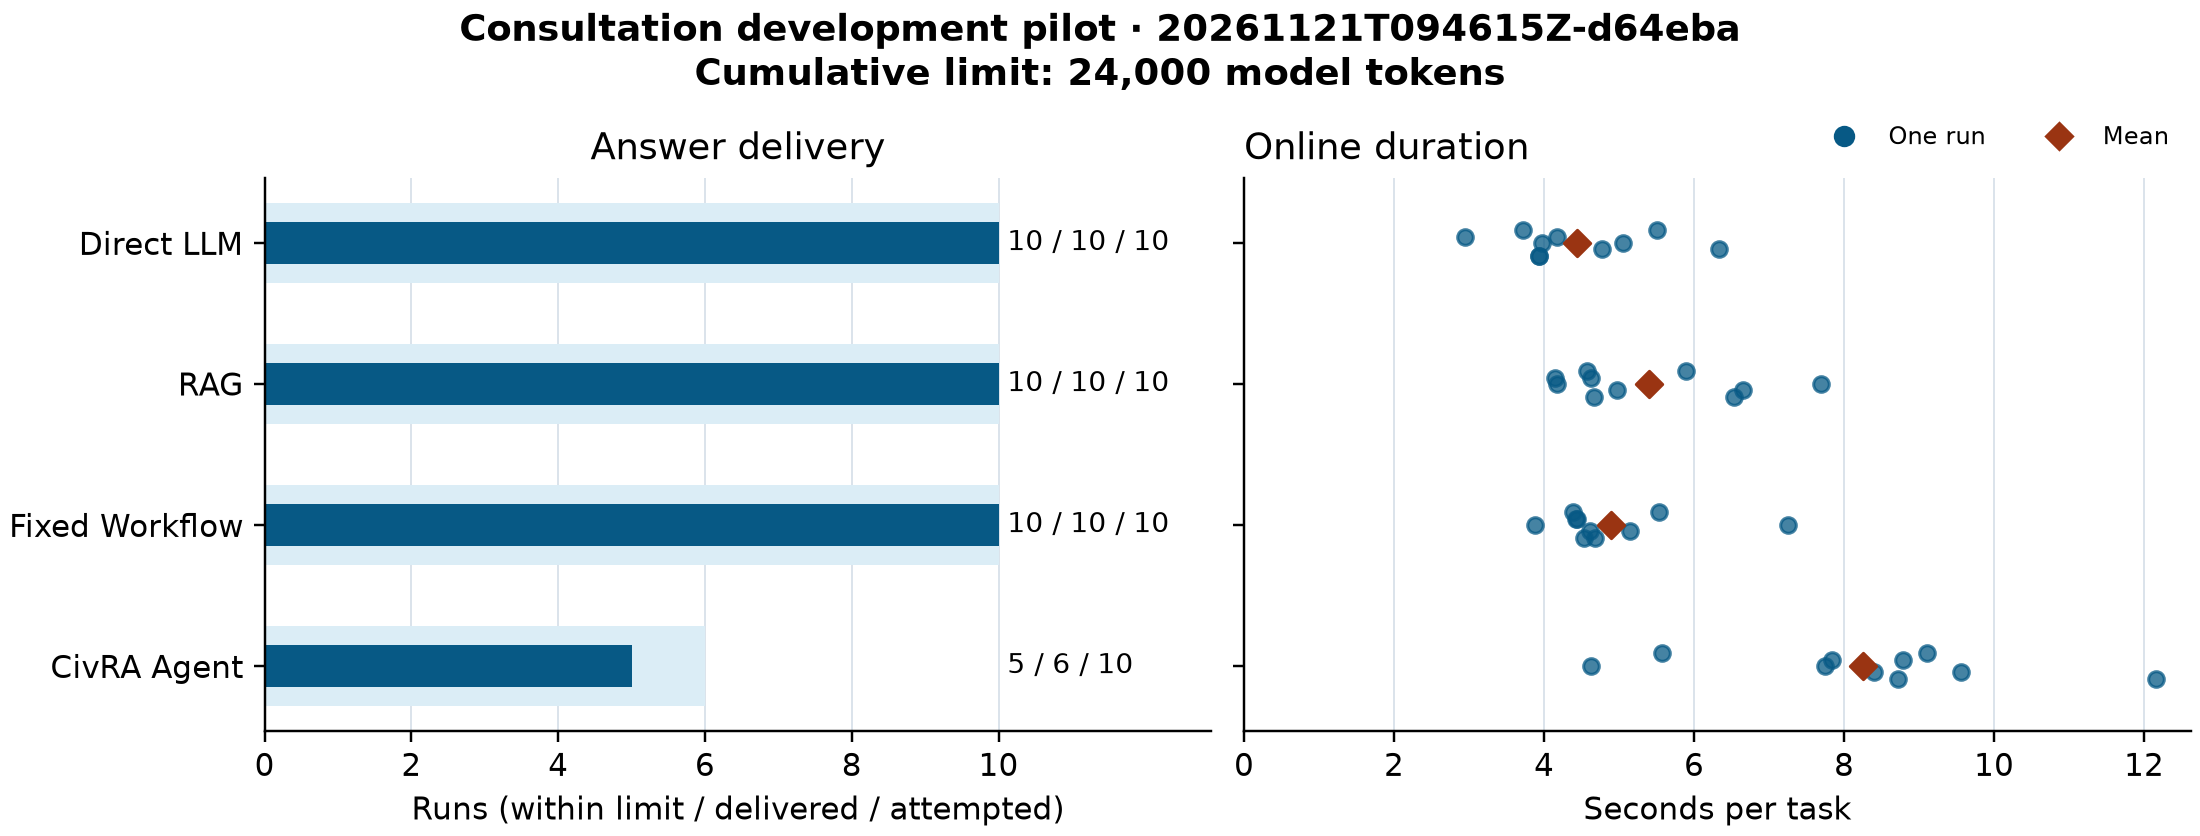 Consultation development pilot · 20261121T094615Z-d64eba
Cumulative limit: 24,000 model tokens
Answer delivery
Direct LLM
10 / 10 / 10
RAG
10 / 10 / 10
Fixed Workflow
10 / 10 / 10
CivRA Agent
5 / 6 / 10
0 2 4 6 8 10
Runs (within limit / delivered / attempted)
Online duration
One run
Mean
0 2 4 6 8 10 12
Seconds per task